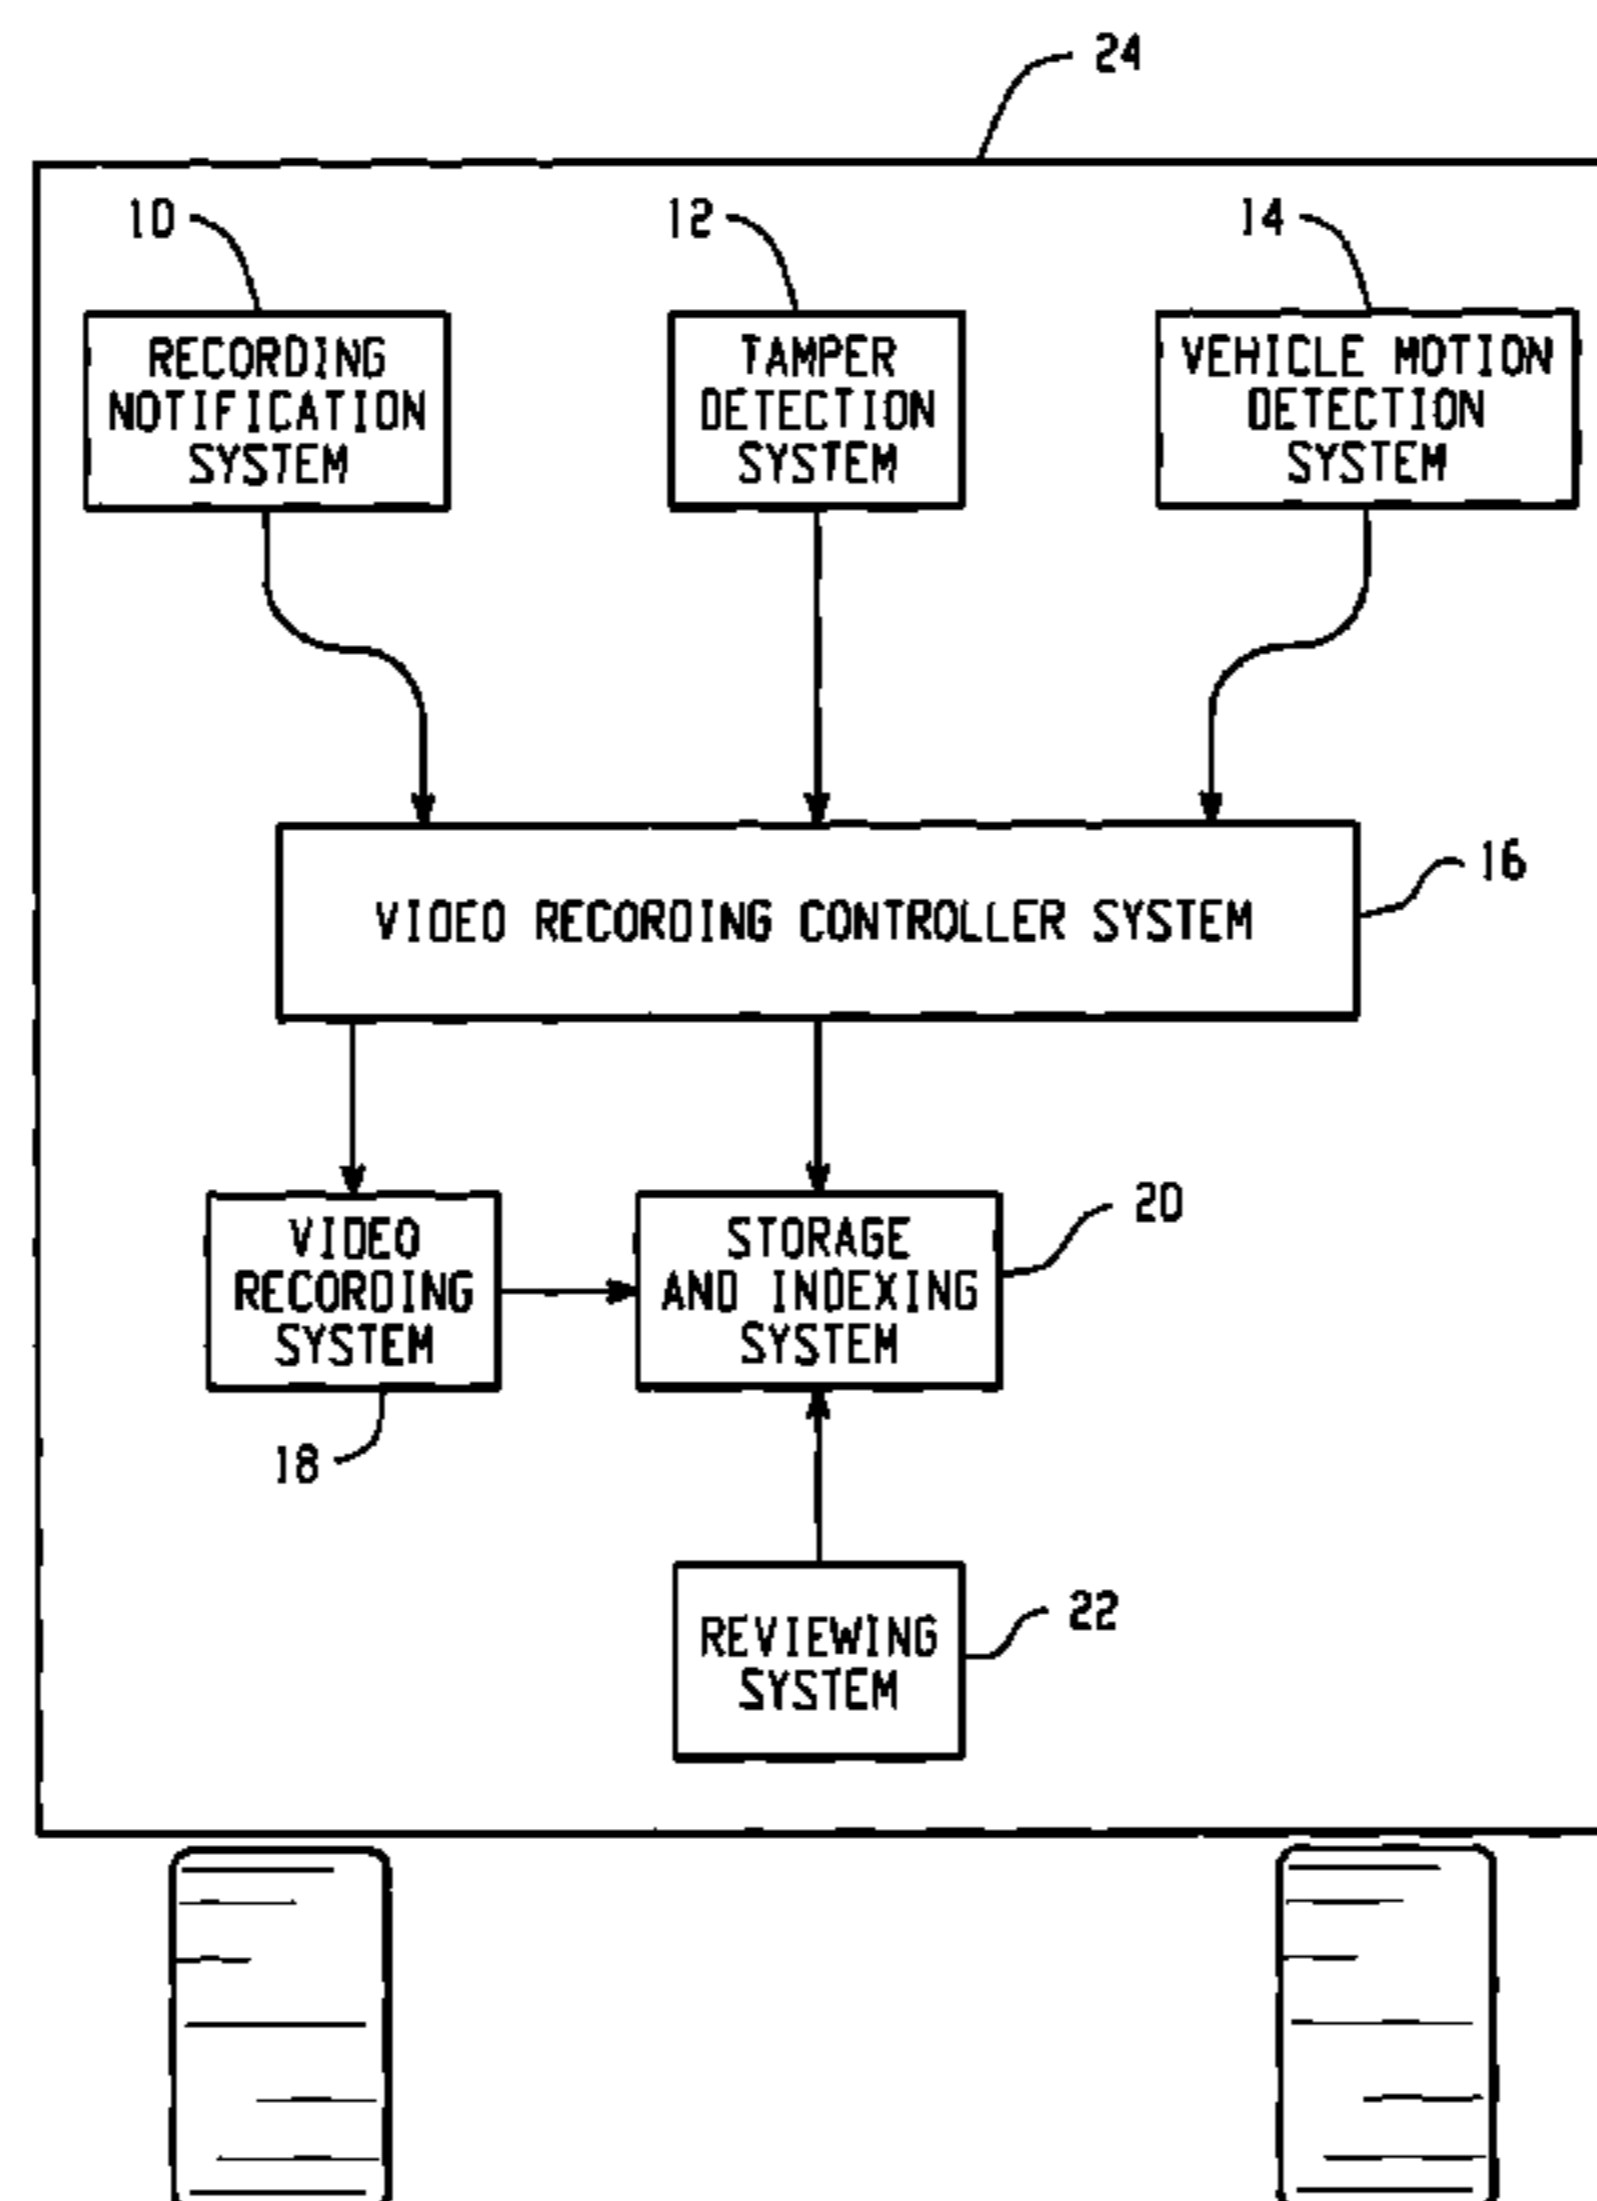 24
10
12
14
RECORDING
NOTIFICATION
SYSTEM
TAMPER
DETECTION
SYSTEM
VEHICLE MOTION
DETECTION
SYSTEM
VIDEO RECORDING CONTROLLER SYSTEM
16
VIDEO
RECORDING
SYSTEM
18
STORAGE
AND INDEXING
SYSTEM
20
REVIEWING
SYSTEM
22